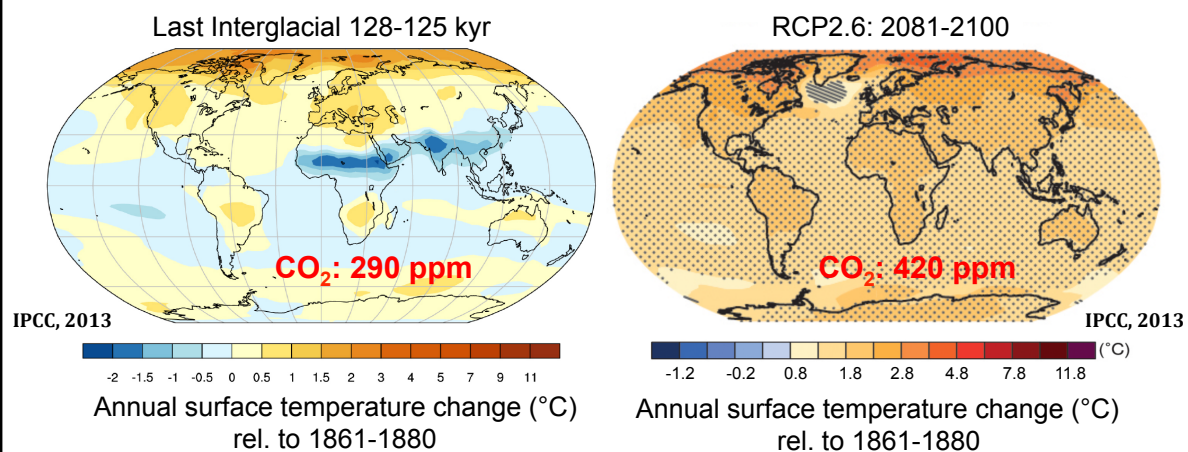 Last Interglacial 128-125 kyr
RCP2.6: 2081-2100
CO₂: 290 ppm
CO₂: 420 ppm
IPCC, 2013
IPCC, 2013
-2 -1.5 -1 -0.5 0 0.5 1 1.5 2 3 4 5 7 9 11
(°C)
-1.2 -0.2 0.8 1.8 2.8 4.8 7.8 11.8
Annual surface temperature change (°C)
rel. to 1861-1880
Annual surface temperature change (°C)
rel. to 1861-1880